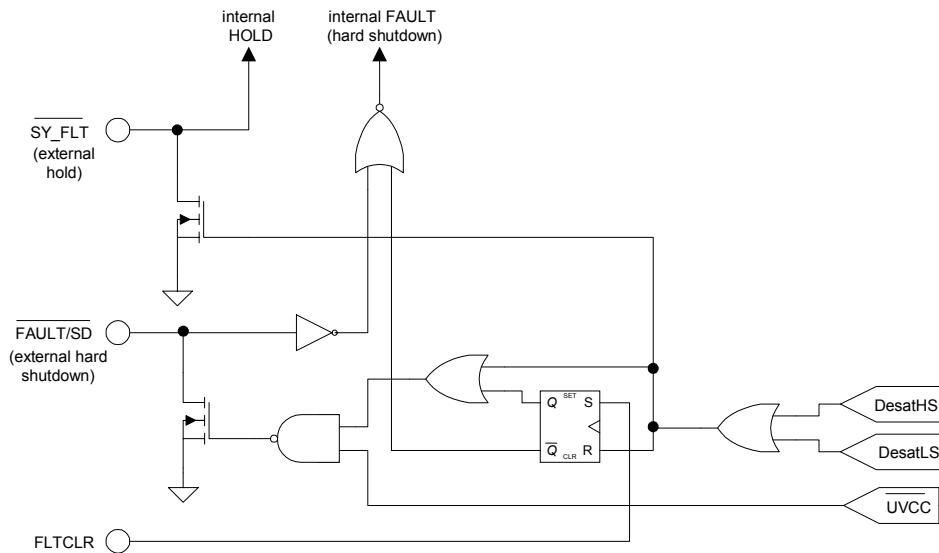 internal
HOLD
internal FAULT
(hard shutdown)
SY_FLT
(external
hold)
FAULT/SD
(external hard
shutdown)
Q SET S
Q CLR R
DesatHS
DesatLS
UVCC
FLTCLR